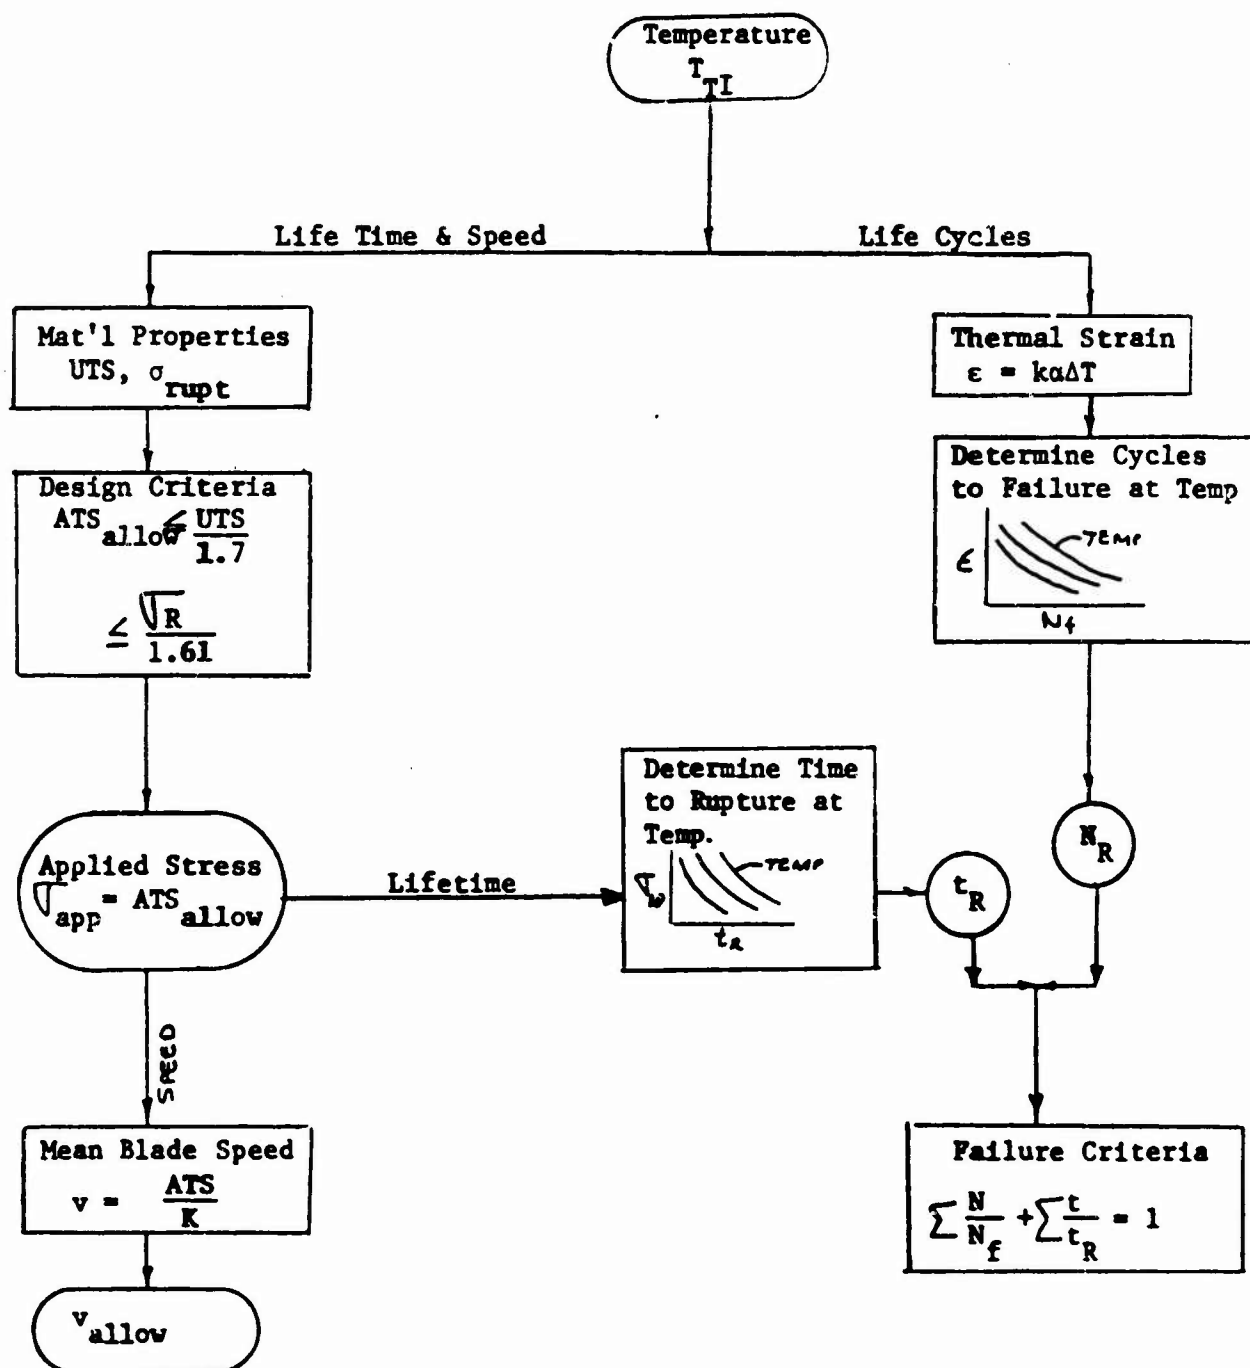 Temperature
T_TI
Life Time & Speed
Life Cycles
Mat'l Properties
UTS, σ_rupt
Thermal Strain
ε = kαΔT
Design Criteria
ATS_allow ≤ UTS/1.7
≤ σ_R/1.61
Determine Cycles
to Failure at Temp
TEMP
ε
N_f
Determine Time
to Rupture at
Temp.
TEMP
t_R
N_R
t_R
Applied Stress
σ_app = ATS_allow
Lifetime
SPEED
Mean Blade Speed
v = ATS/K
v_allow
Failure Criteria
∑ N/N_f + ∑ t/t_R = 1